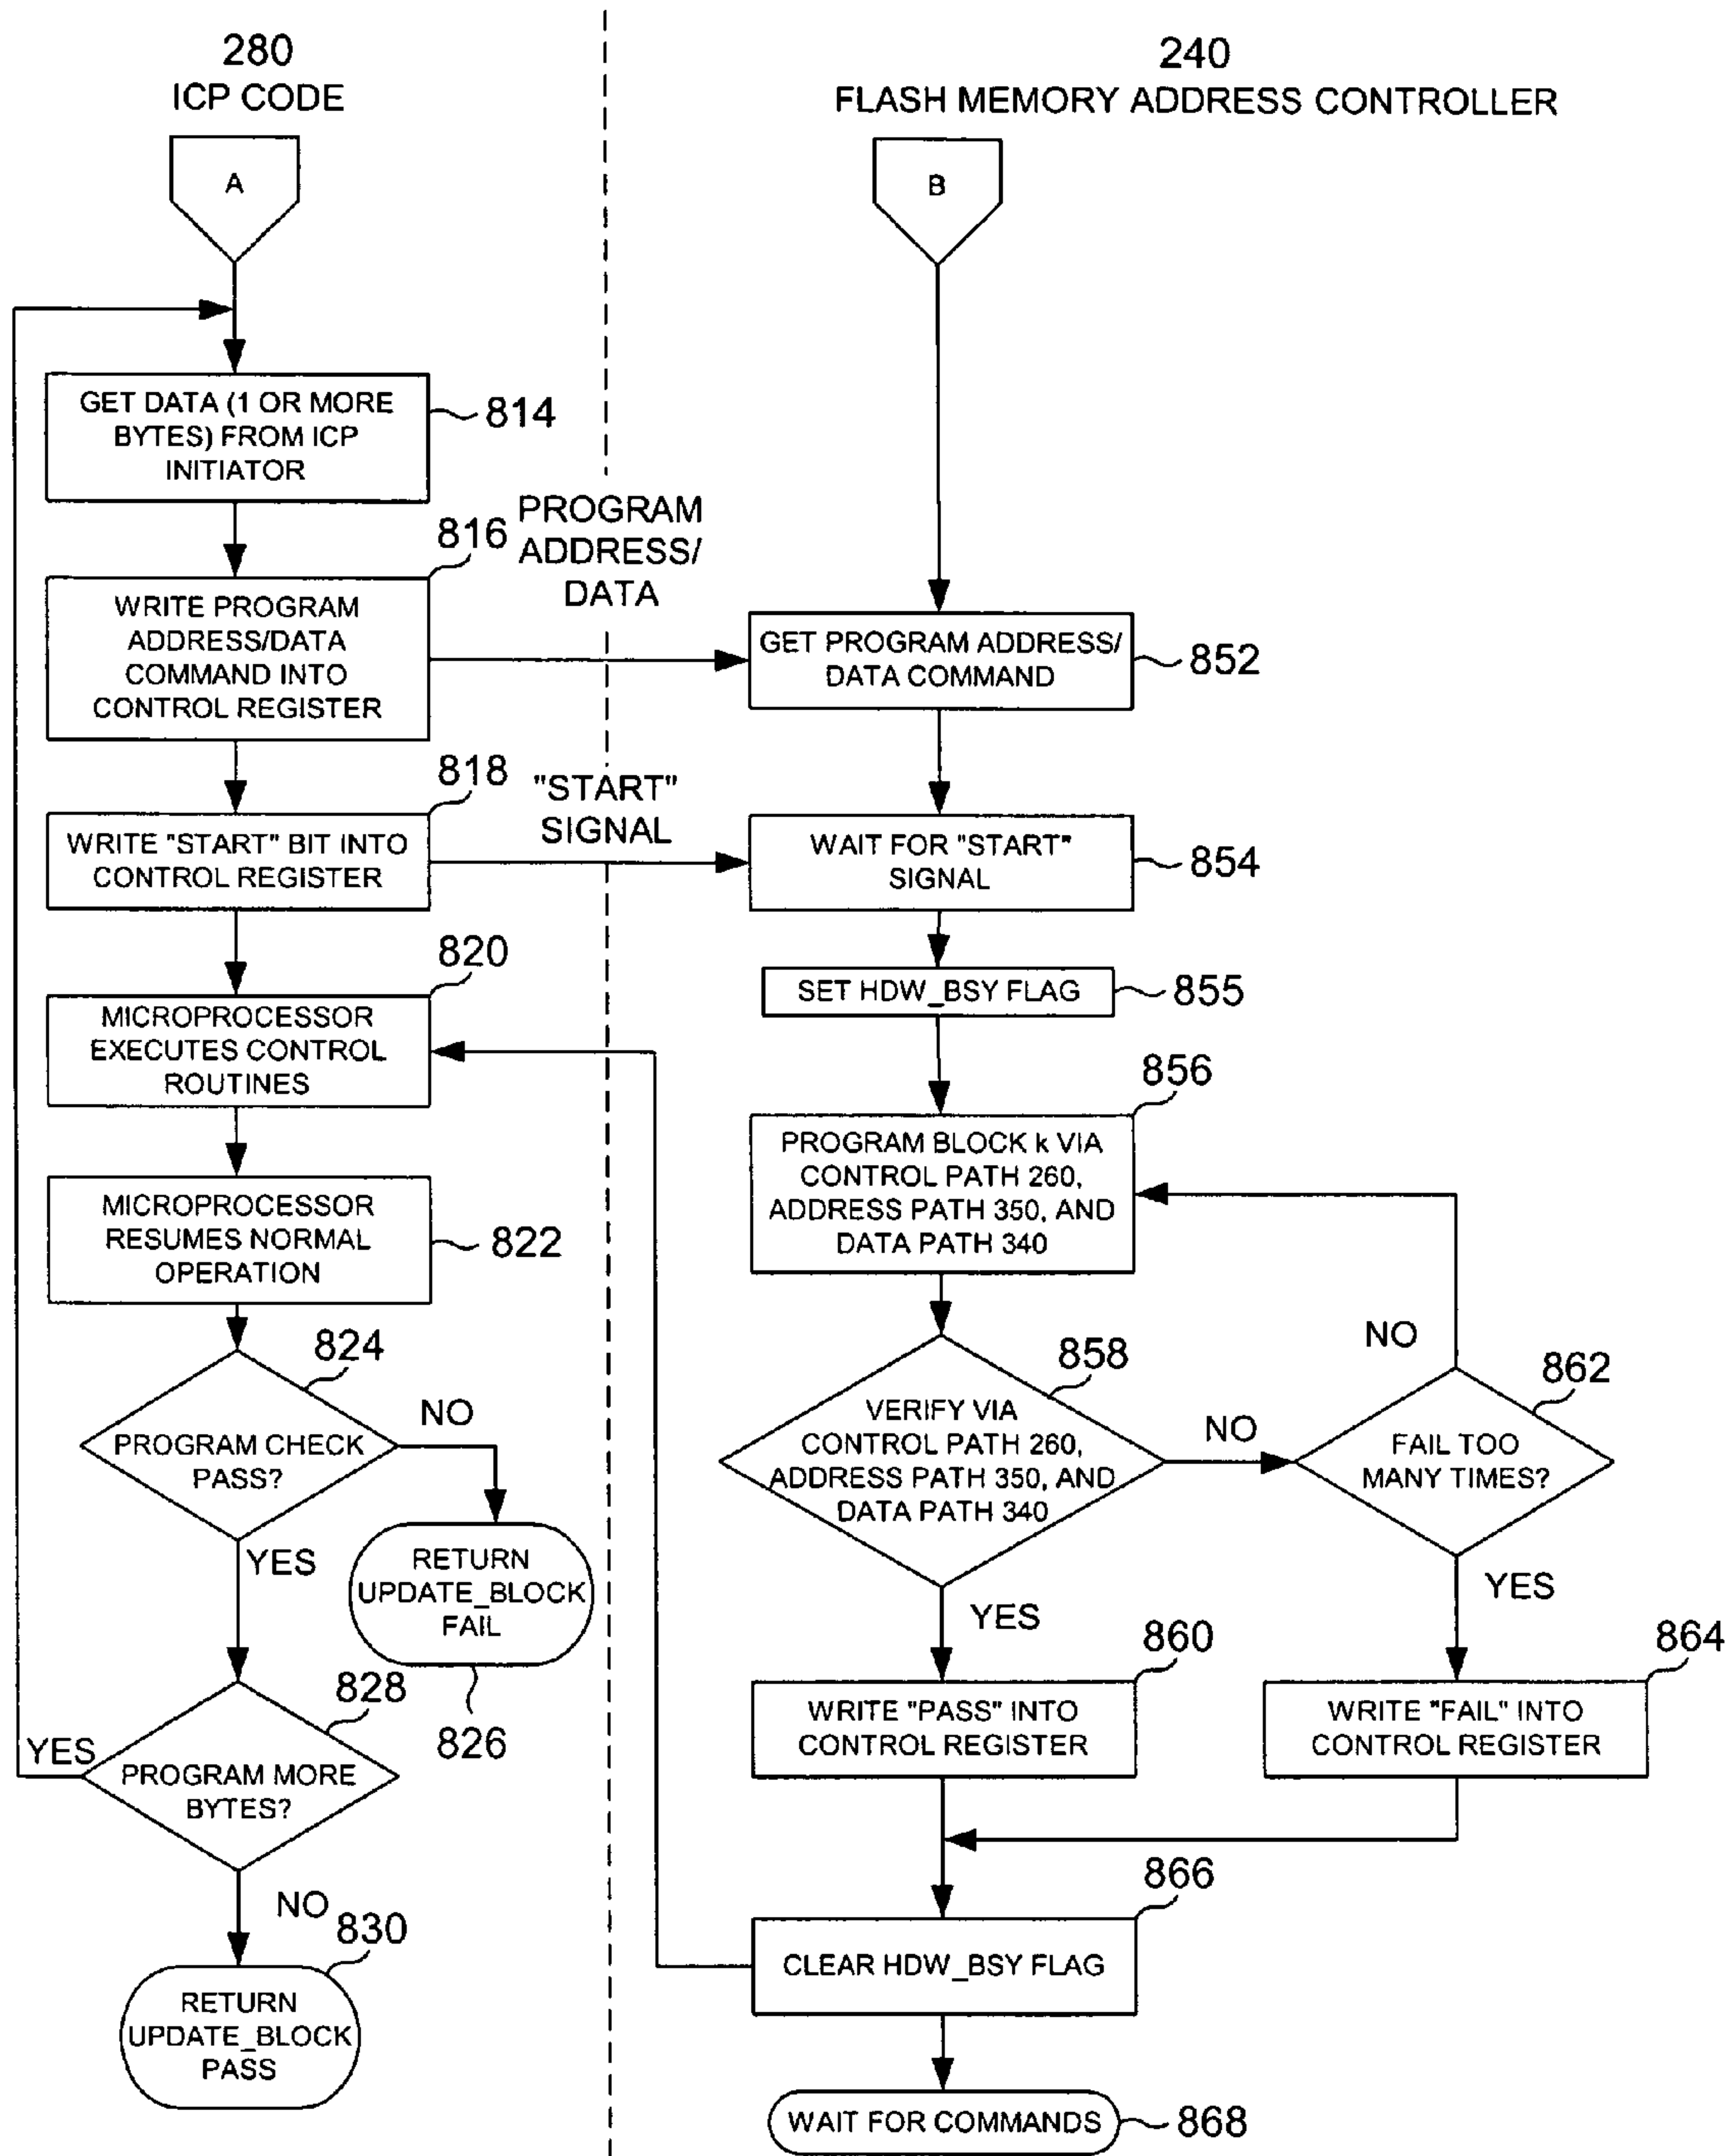 280
ICP CODE
A
GET DATA (1 OR MORE
BYTES) FROM ICP
INITIATOR
814
816
WRITE PROGRAM
ADDRESS/DATA
COMMAND INTO
CONTROL REGISTER
PROGRAM
ADDRESS/
DATA
818
WRITE "START" BIT INTO
CONTROL REGISTER
"START"
SIGNAL
820
MICROPROCESSOR
EXECUTES CONTROL
ROUTINES
MICROPROCESSOR
RESUMES NORMAL
OPERATION
822
824
PROGRAM CHECK
PASS?
NO
YES
RETURN
UPDATE_BLOCK
FAIL
826
828
YES
PROGRAM MORE
BYTES?
NO
830
RETURN
UPDATE_BLOCK
PASS
240
FLASH MEMORY ADDRESS CONTROLLER
B
GET PROGRAM ADDRESS/
DATA COMMAND
852
WAIT FOR "START"
SIGNAL
854
SET HDW_BSY FLAG
855
856
PROGRAM BLOCK k VIA
CONTROL PATH 260,
ADDRESS PATH 350, AND
DATA PATH 340
858
VERIFY VIA
CONTROL PATH 260,
ADDRESS PATH 350, AND
DATA PATH 340
NO
NO
862
FAIL TOO
MANY TIMES?
YES
YES
860
WRITE "PASS" INTO
CONTROL REGISTER
864
WRITE "FAIL" INTO
CONTROL REGISTER
866
CLEAR HDW_BSY FLAG
WAIT FOR COMMANDS
868